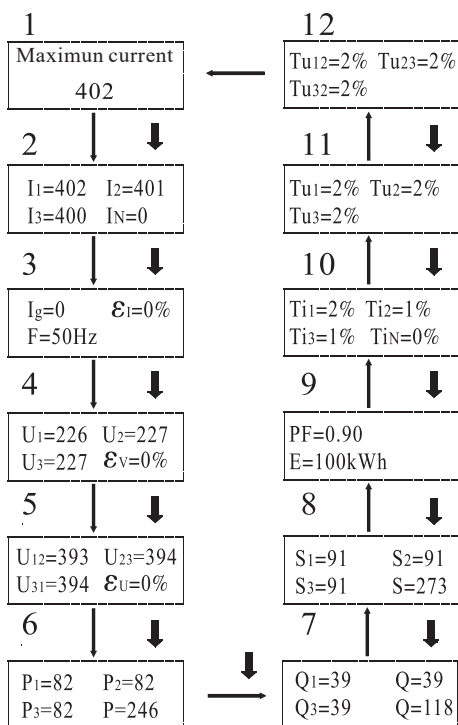 1
Maximun current
402
2
I1=402 I2=401
I3=400 IN=0
3
Ig=0 ƐI=0%
F=50Hz
4
U1=226 U2=227
U3=227 ƐV=0%
5
U12=393 U23=394
U31=394 ƐU=0%
6
P1=82 P2=82
P3=82 P=246
7
Q1=39 Q=39
Q3=39 Q=118
8
S1=91 S2=91
S3=91 S=273
9
PF=0.90
E=100kWh
10
Ti1=2% Ti2=1%
Ti3=1% TiN=0%
11
Tu1=2% Tu2=2%
Tu3=2%
12
Tu12=2% Tu23=2%
Tu32=2%